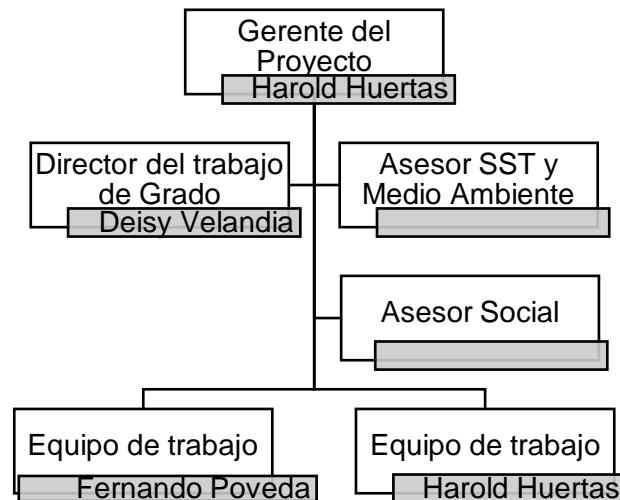 Gerente del
Proyecto
Harold Huertas
Director del trabajo
de Grado
Deisy Velandia
Asesor SST y
Medio Ambiente
Asesor Social
Equipo de trabajo
Fernando Poveda
Equipo de trabajo
Harold Huertas